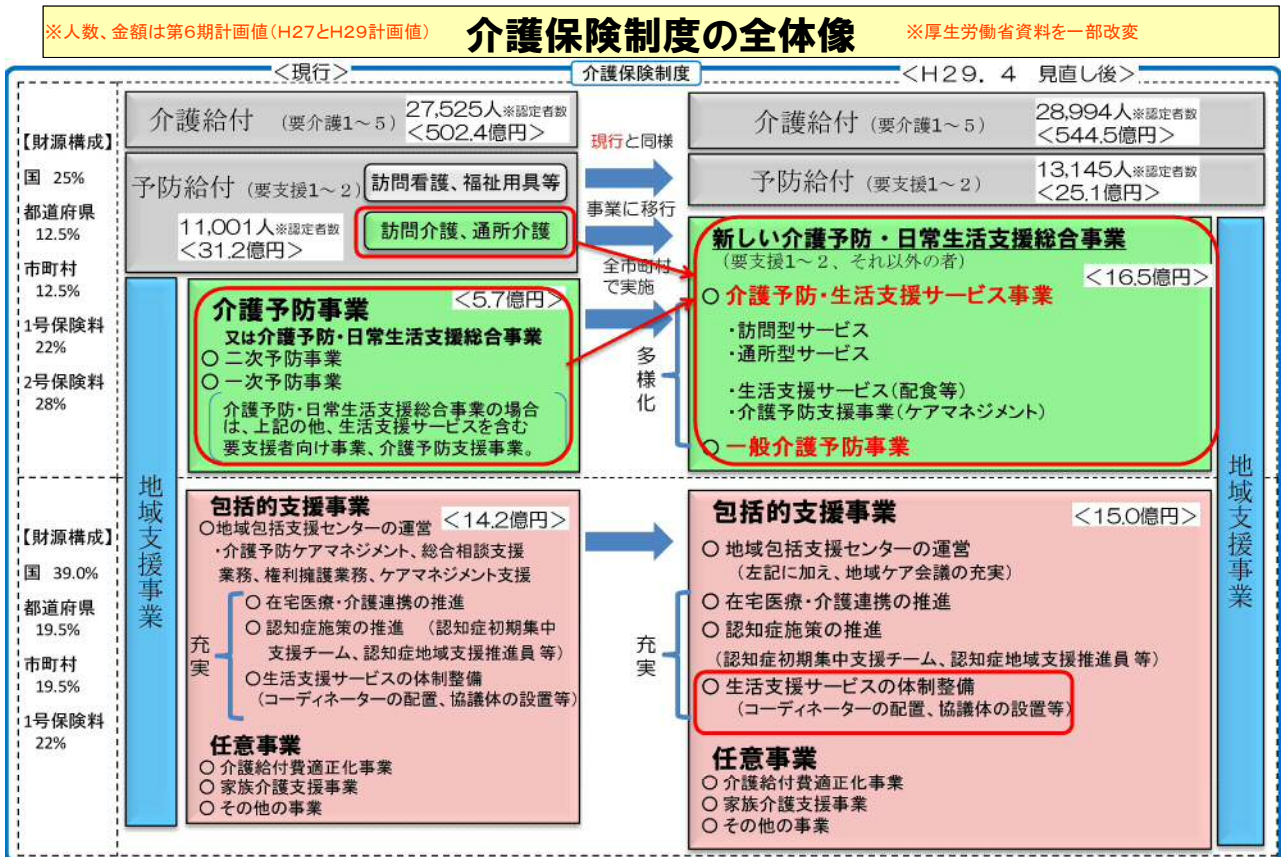 ※人数、金額は第6期計画値(H27とH29計画値)
介護保険制度の全体像
※厚生労働省資料を一部改変
＜現行＞
介護保険制度
＜H29．4 見直し後＞
【財源構成】
国 25%
都道府県
12.5%
市町村
12.5%
1号保険料
22%
2号保険料
28%
介護給付 （要介護1～5）
27,525人※認定者数
＜502.4億円＞
予防給付（要支援1～2）
訪問看護、福祉用具等
11,001人※認定者数
＜31.2億円＞
訪問介護、通所介護
＜5.7億円＞
介護予防事業
又は介護予防・日常生活支援総合事業
○ 二次予防事業
○ 一次予防事業
介護予防・日常生活支援総合事業の場合
は、上記の他、生活支援サービスを含む
要支援者向け事業、介護予防支援事業。
現行と同様
事業に移行
全市町村
で実施
多様化
介護給付（要介護1～5）
28,994人※認定者数
＜544.5億円＞
予防給付（要支援1～2）
13,145人※認定者数
＜25.1億円＞
新しい介護予防・日常生活支援総合事業
（要支援1～2、それ以外の者）
＜16.5億円＞
○ 介護予防・生活支援サービス事業
・訪問型サービス
・通所型サービス
・生活支援サービス（配食等）
・介護予防支援事業（ケアマネジメント）
○ 一般介護予防事業
地域支援事業
【財源構成】
国 39.0%
都道府県
19.5%
市町村
19.5%
1号保険料
22%
地域支援事業
包括的支援事業
＜14.2億円＞
○地域包括支援センターの運営
・介護予防ケアマネジメント、総合相談支援
業務、権利擁護業務、ケアマネジメント支援
充実
○ 在宅医療・介護連携の推進
○ 認知症施策の推進 （認知症初期集中
支援チーム、認知症地域支援推進員 等）
○生活支援サービスの体制整備
（コーディネーターの配置、協議体の設置等）
任意事業
○ 介護給付費適正化事業
○ 家族介護支援事業
○ その他の事業
包括的支援事業
＜15.0億円＞
○ 地域包括支援センターの運営
（左記に加え、地域ケア会議の充実）
充実
○ 在宅医療・介護連携の推進
○ 認知症施策の推進
（認知症初期集中支援チーム、認知症地域支援推進員 等）
○ 生活支援サービスの体制整備
（コーディネーターの配置、協議体の設置等）
任意事業
○ 介護給付費適正化事業
○ 家族介護支援事業
○ その他の事業